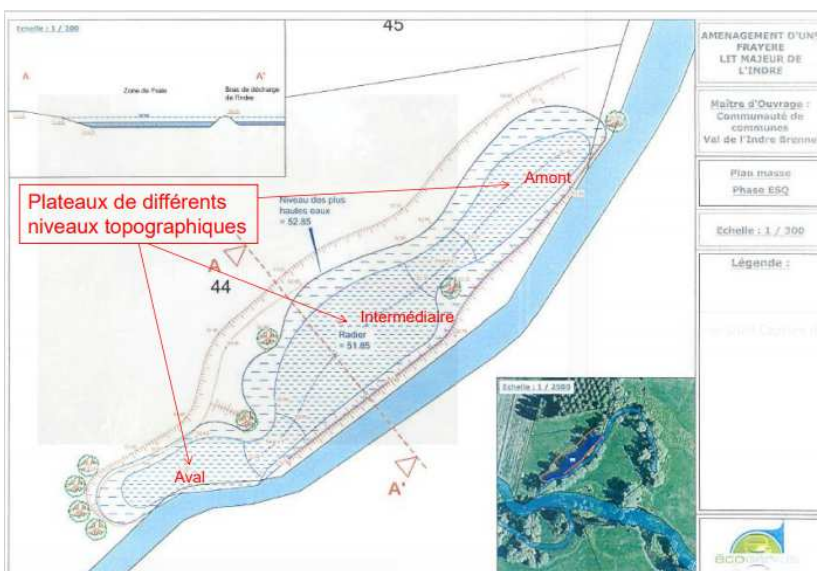 Echelle : 1 / 200
A
A'
Zone de fraie
Bras de décharge
de l'Indre
45
AMENAGEMENT D'UNE
FRAYERE
LIT MAJEUR DE
L'INDRE
Maître d'Ouvrage :
Communauté de
communes
Val de l'Indre Brenne
Plan masse
Phase ESQ
Echelle : 1 / 300
Légende :
Plateaux de différents
niveaux topographiques
Amont
Niveau des plus
hautes eaux
= 52.85
A
44
Intermédiaire
Radier
= 51.85
Aval
A'
Echelle : 1 / 2500